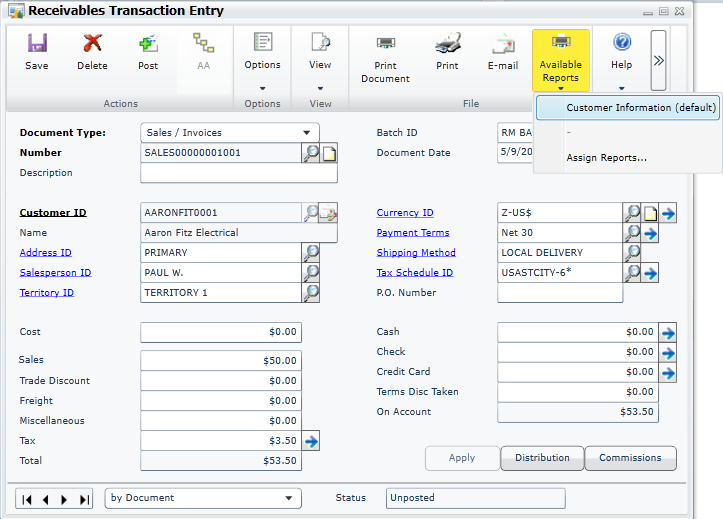 Receivables Transaction Entry
Save Delete Post AA Options View Print Document Print E-mail Available Reports Help
Actions Options View File
Customer Information (default)
-
Assign Reports...
Document Type: Sales / Invoices Batch ID RM BA
Number SALES00000001001 Document Date 5/9/20
Description
Customer ID AARONFIT0001 Currency ID Z-US$
Name Aaron Fitz Electrical Payment Terms Net 30
Address ID PRIMARY Shipping Method LOCAL DELIVERY
Salesperson ID PAUL W. Tax Schedule ID USASTCITY-6*
Territory ID TERRITORY 1 P.O. Number
Cost $0.00 Cash $0.00
Check $0.00
Sales $50.00
Credit Card $0.00
Trade Discount $0.00
Terms Disc Taken $0.00
Freight $0.00
On Account $53.50
Miscellaneous $0.00
Tax $3.50
Total $53.50 Apply Distribution Commissions
by Document Status Unposted